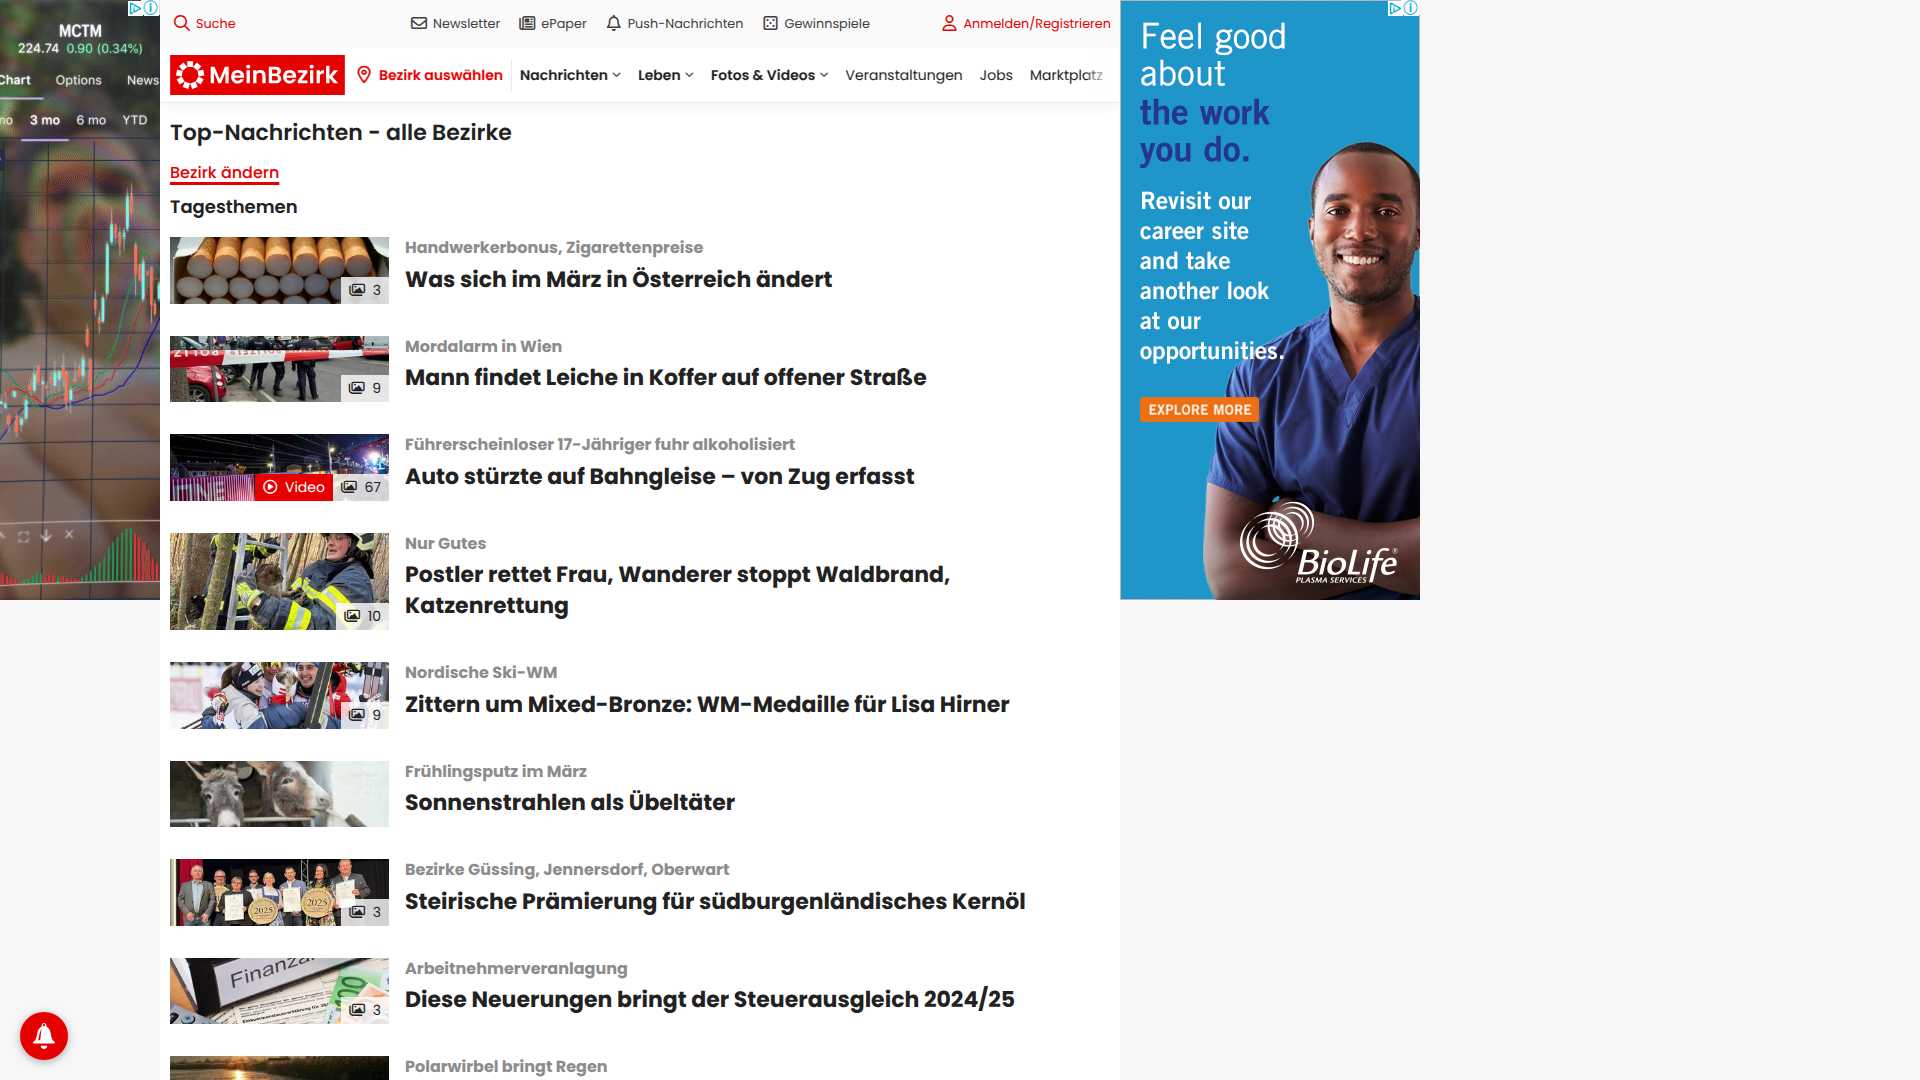 MCTM
224.74 0.90 (0.34%)
Chart Options News
3 mo 6 mo YTD
Suche
Newsletter
ePaper
Push-Nachrichten
Gewinnspiele
Anmelden/Registrieren
MeinBezirk
Bezirk auswählen
Nachrichten
Leben
Fotos & Videos
Veranstaltungen
Jobs
Marktplatz
Top-Nachrichten - alle Bezirke
Bezirk ändern
Tagesthemen
Handwerkerbonus, Zigarettenpreise
Was sich im März in Österreich ändert
3
Mordalarm in Wien
Mann findet Leiche in Koffer auf offener Straße
9
Führerscheinloser 17-Jähriger fuhr alkoholisiert
Auto stürzte auf Bahngleise – von Zug erfasst
Video 67
Nur Gutes
Postler rettet Frau, Wanderer stoppt Waldbrand,
Katzenrettung
10
Nordische Ski-WM
Zittern um Mixed-Bronze: WM-Medaille für Lisa Hirner
9
Frühlingsputz im März
Sonnenstrahlen als Übeltäter
Bezirke Güssing, Jennersdorf, Oberwart
Steirische Prämierung für südburgenländisches Kernöl
2025
2025
3
Arbeitnehmerveranlagung
Diese Neuerungen bringt der Steuerausgleich 2024/25
Finanza
3
Polarwirbel bringt Regen
Feel good
about
the work
you do.
Revisit our
career site
and take
another look
at our
opportunities.
EXPLORE MORE
BioLife
PLASMA SERVICES